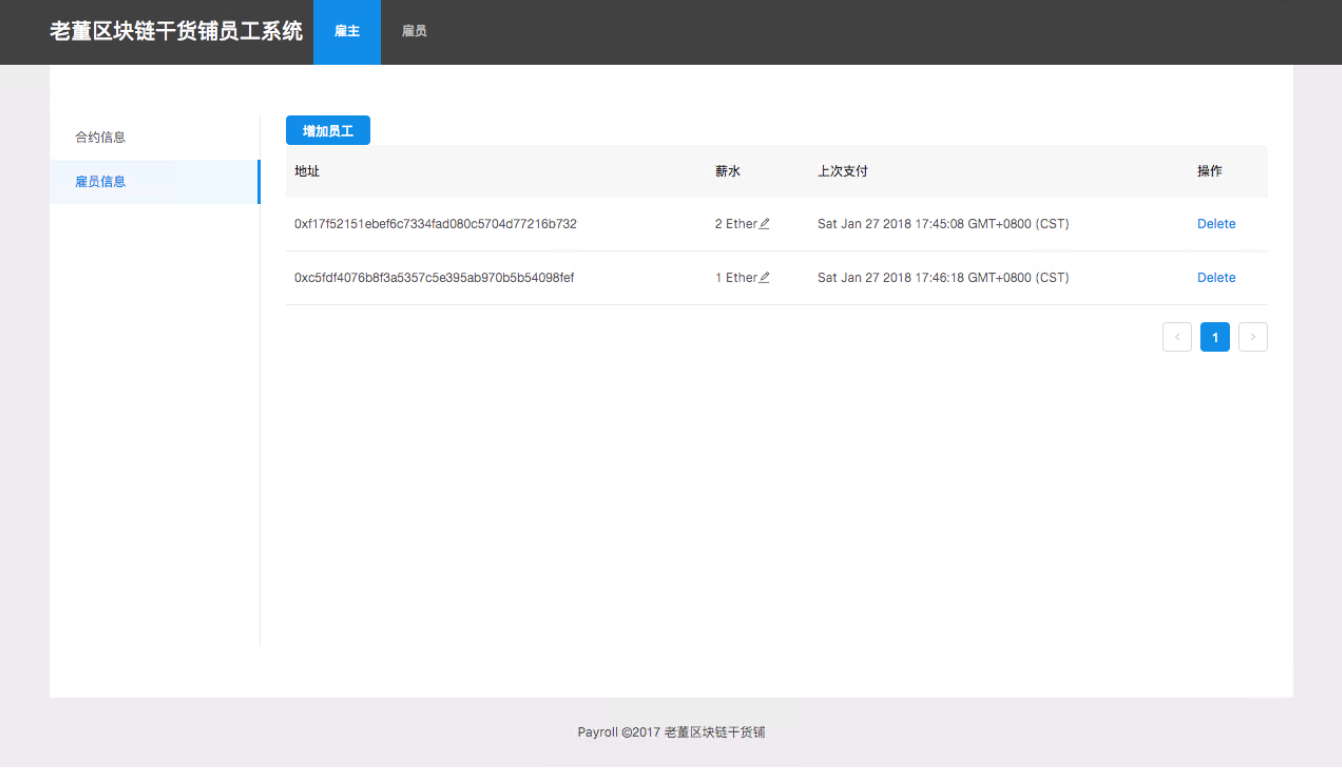 老董区块链干货铺员工系统 雇主 雇员
合约信息
雇员信息
增加员工
地址 薪水 上次支付 操作
0xf17f52151ebef6c7334fad080c5704d77216b732 2 Ether Sat Jan 27 2018 17:45:08 GMT+0800 (CST) Delete
0xc5fdf4076b8f3a5357c5e395ab970b5b54098fef 1 Ether Sat Jan 27 2018 17:46:18 GMT+0800 (CST) Delete
< 1 >
Payroll ©2017 老董区块链干货铺